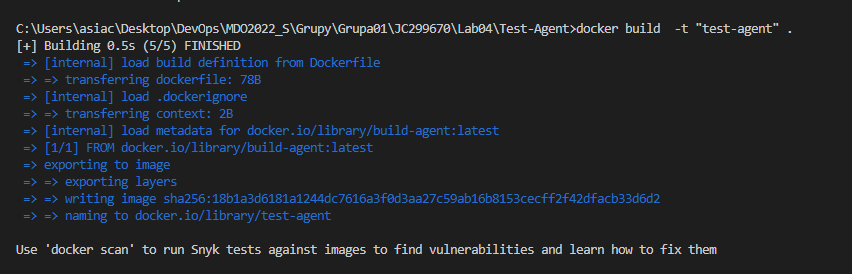 C:\Users\asiac\Desktop\DevOps\MDO2022_S\Grupy\Grupa01\JC299670\Lab04\Test-Agent>docker build  -t "test-agent" .
[+] Building 0.5s (5/5) FINISHED
=> [internal] load build definition from Dockerfile
=> => transferring dockerfile: 78B
=> [internal] load .dockerignore
=> => transferring context: 2B
=> [internal] load metadata for docker.io/library/build-agent:latest
=> [1/1] FROM docker.io/library/build-agent:latest
=> exporting to image
=> => exporting layers
=> => writing image sha256:18b1a3d6181a1244dc7616a3f0d3aa27c59ab16b8153cecff2f42dfacb33d6d2
=> => naming to docker.io/library/test-agent
Use 'docker scan' to run Snyk tests against images to find vulnerabilities and learn how to fix them